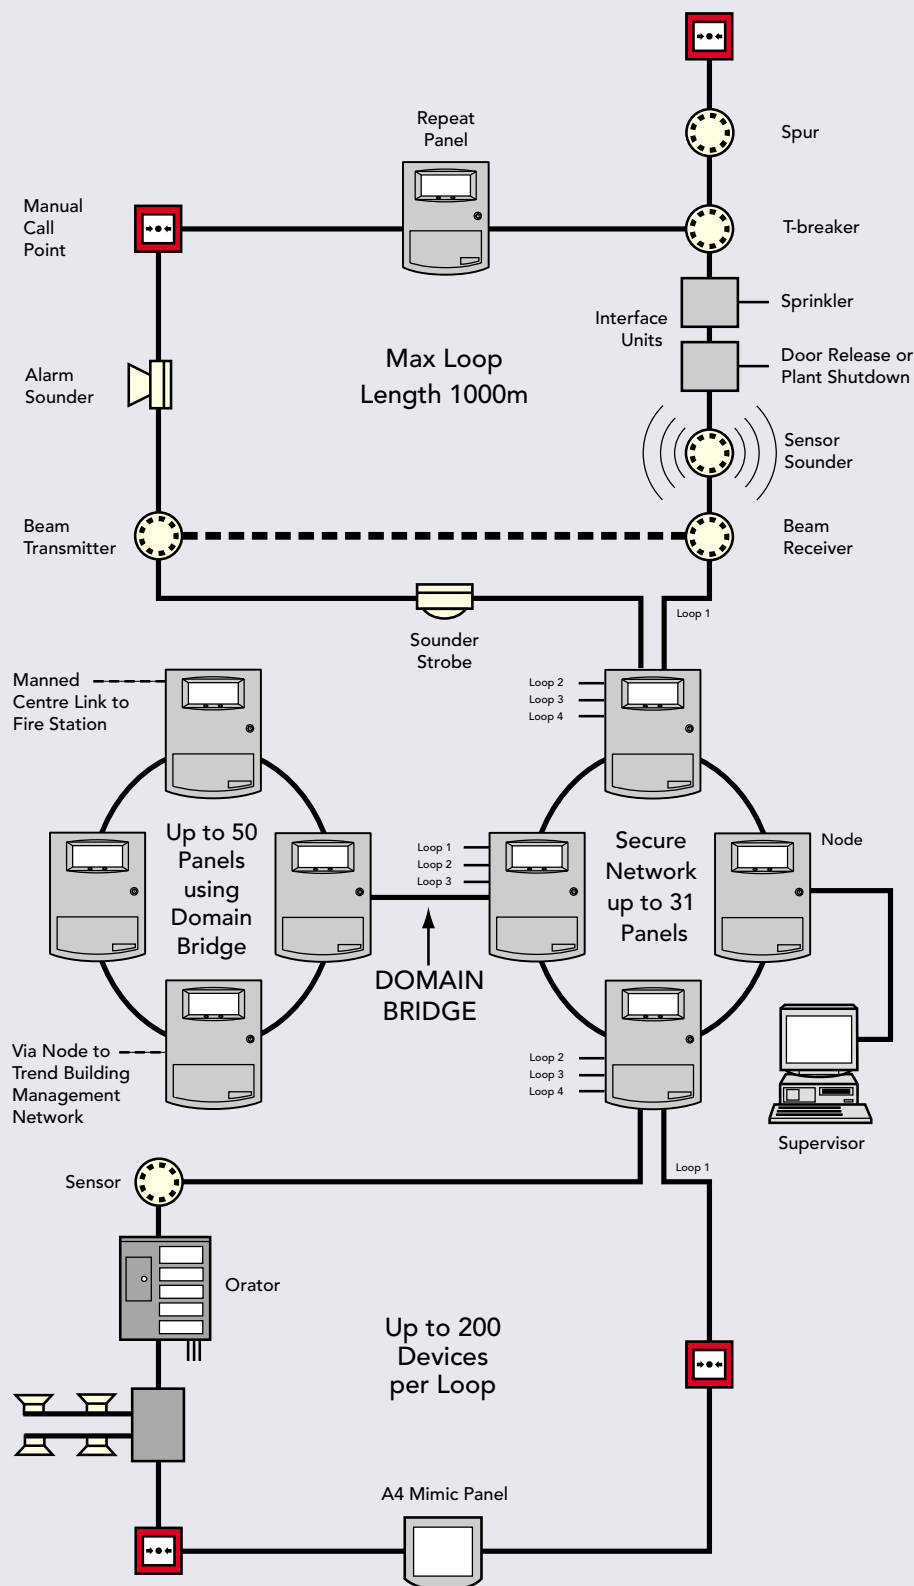 Repeat
Panel
Spur
Manual
Call
Point
T-breaker
Sprinkler
Interface
Units
Door Release or
Plant Shutdown
Max Loop
Length 1000m
Alarm
Sounder
Sensor
Sounder
Beam
Transmitter
Beam
Receiver
Loop 1
Sounder
Strobe
Manned
Centre Link to
Fire Station
Loop 2
Loop 3
Loop 4
Up to 50
Panels
using
Domain
Bridge
Loop 1
Loop 2
Loop 3
Secure
Network
up to 31
Panels
Node
DOMAIN
BRIDGE
Via Node to
Trend Building
Management
Network
Loop 2
Loop 3
Loop 4
Supervisor
Loop 1
Sensor
Orator
Up to 200
Devices
per Loop
A4 Mimic Panel